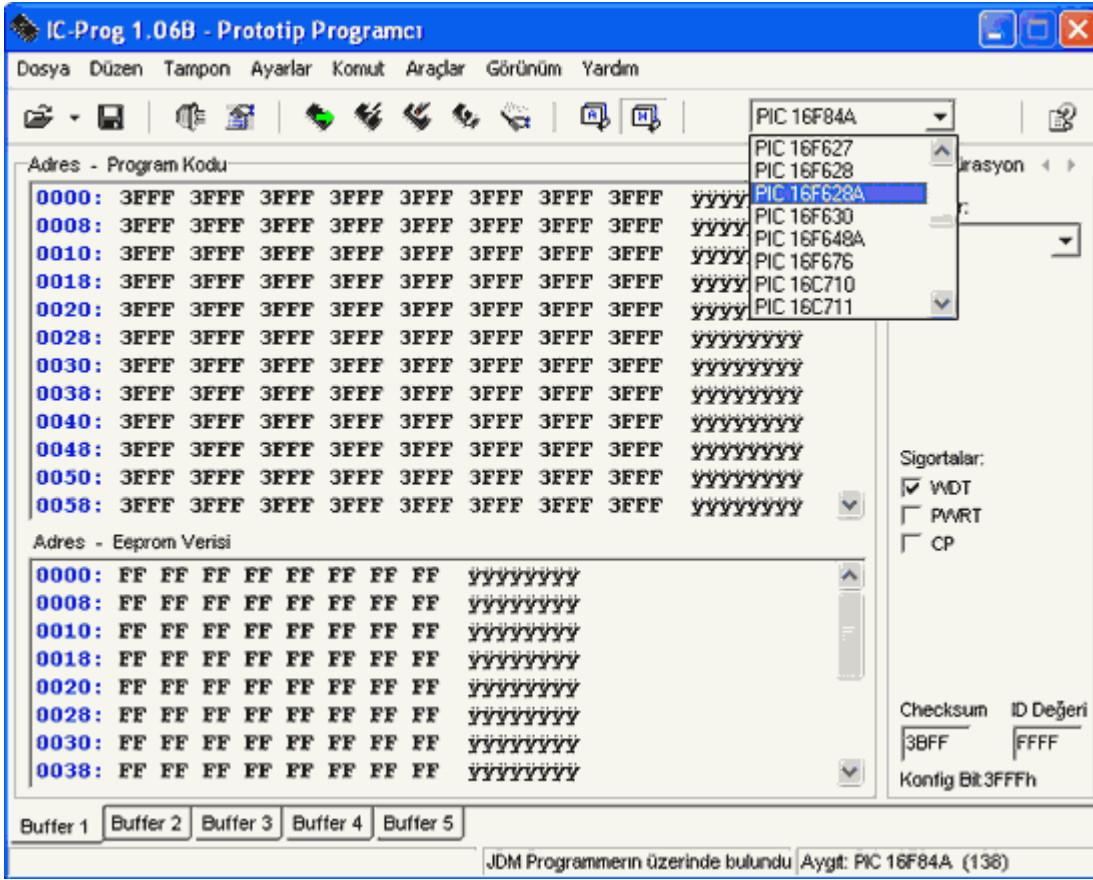 IC-Prog 1.06B - Prototip Programcı
Dosya Düzen Tampon Ayarlar Komut Araçlar Görünüm Yardım
PIC 16F84A
PIC 16F627
PIC 16F628
PIC 16F628A
PIC 16F630
PIC 16F648A
PIC 16F676
PIC 16C710
PIC 16C711
Adres - Program Kodu
0000: 3FFF 3FFF 3FFF 3FFF 3FFF 3FFF 3FFF 3FFF
0008: 3FFF 3FFF 3FFF 3FFF 3FFF 3FFF 3FFF 3FFF
0010: 3FFF 3FFF 3FFF 3FFF 3FFF 3FFF 3FFF 3FFF
0018: 3FFF 3FFF 3FFF 3FFF 3FFF 3FFF 3FFF 3FFF
0020: 3FFF 3FFF 3FFF 3FFF 3FFF 3FFF 3FFF 3FFF
0028: 3FFF 3FFF 3FFF 3FFF 3FFF 3FFF 3FFF 3FFF ÿÿÿÿÿÿÿÿ
0030: 3FFF 3FFF 3FFF 3FFF 3FFF 3FFF 3FFF 3FFF ÿÿÿÿÿÿÿÿ
0038: 3FFF 3FFF 3FFF 3FFF 3FFF 3FFF 3FFF 3FFF ÿÿÿÿÿÿÿÿ
0040: 3FFF 3FFF 3FFF 3FFF 3FFF 3FFF 3FFF 3FFF ÿÿÿÿÿÿÿÿ
0048: 3FFF 3FFF 3FFF 3FFF 3FFF 3FFF 3FFF 3FFF ÿÿÿÿÿÿÿÿ
0050: 3FFF 3FFF 3FFF 3FFF 3FFF 3FFF 3FFF 3FFF ÿÿÿÿÿÿÿÿ
0058: 3FFF 3FFF 3FFF 3FFF 3FFF 3FFF 3FFF 3FFF ÿÿÿÿÿÿÿÿ
Sigortalar:
WDT
PWRT
CP
Adres - Eeprom Verisi
0000: FF FF FF FF FF FF FF FF ÿÿÿÿÿÿÿÿ
0008: FF FF FF FF FF FF FF FF ÿÿÿÿÿÿÿÿ
0010: FF FF FF FF FF FF FF FF ÿÿÿÿÿÿÿÿ
0018: FF FF FF FF FF FF FF FF ÿÿÿÿÿÿÿÿ
0020: FF FF FF FF FF FF FF FF ÿÿÿÿÿÿÿÿ
0028: FF FF FF FF FF FF FF FF ÿÿÿÿÿÿÿÿ
0030: FF FF FF FF FF FF FF FF ÿÿÿÿÿÿÿÿ
0038: FF FF FF FF FF FF FF FF ÿÿÿÿÿÿÿÿ
Checksum ID Değeri
3BFF FFFF
Konfig Bit:3FFFh
Buffer 1 Buffer 2 Buffer 3 Buffer 4 Buffer 5
JDM Programmerın üzerinde bulundu Aygıt: PIC 16F84A (138)